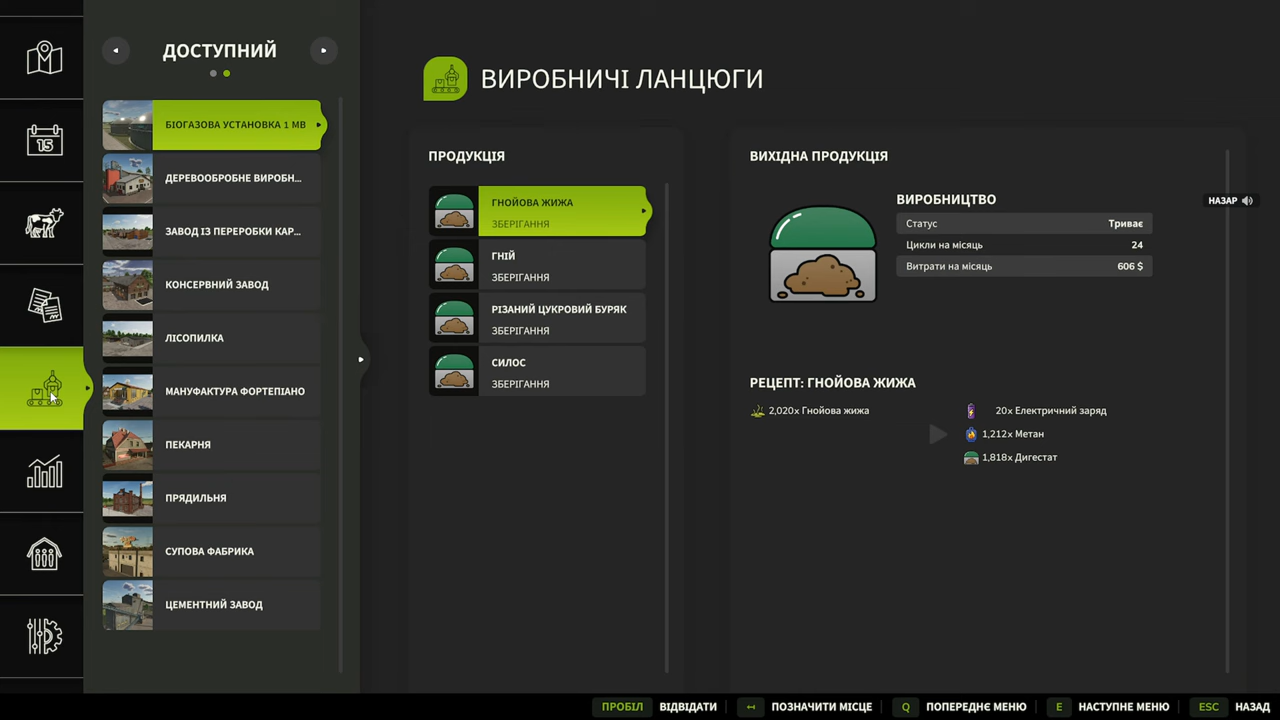 ДОСТУПНИЙ
15
БІОГАЗОВА УСТАНОВКА 1 МВ
ДЕРЕВООБРОБНЕ ВИРОБН...
ЗАВОД ІЗ ПЕРЕРОБКИ КАР...
КОНСЕРВНИЙ ЗАВОД
ЛІСОПИЛКА
МАНУФАКТУРА ФОРТЕПІАНО
ПЕКАРНЯ
ПРЯДИЛЬНЯ
СУПОВА ФАБРИКА
ЦЕМЕНТНИЙ ЗАВОД
ВИРОБНИЧІ ЛАНЦЮГИ
ПРОДУКЦІЯ
ГНОЙОВА ЖИЖА
ЗБЕРІГАННЯ
ГНІЙ
ЗБЕРІГАННЯ
РІЗАНИЙ ЦУКРОВИЙ БУРЯК
ЗБЕРІГАННЯ
СИЛОС
ЗБЕРІГАННЯ
ВИХІДНА ПРОДУКЦІЯ
ВИРОБНИЦТВО
Статус Триває
Цикли на місяць 24
Витрати на місяць 606 $
НАЗАР
РЕЦЕПТ: ГНОЙОВА ЖИЖА
2,020x Гнойова жижа
20x Електричний заряд
1,212x Метан
1,818x Дигестат
ПРОБІЛ ВІДВІДАТИ
↤ ПОЗНАЧИТИ МІСЦЕ
Q ПОПЕРЕДНЄ МЕНЮ
E НАСТУПНЕ МЕНЮ
ESC НАЗАД